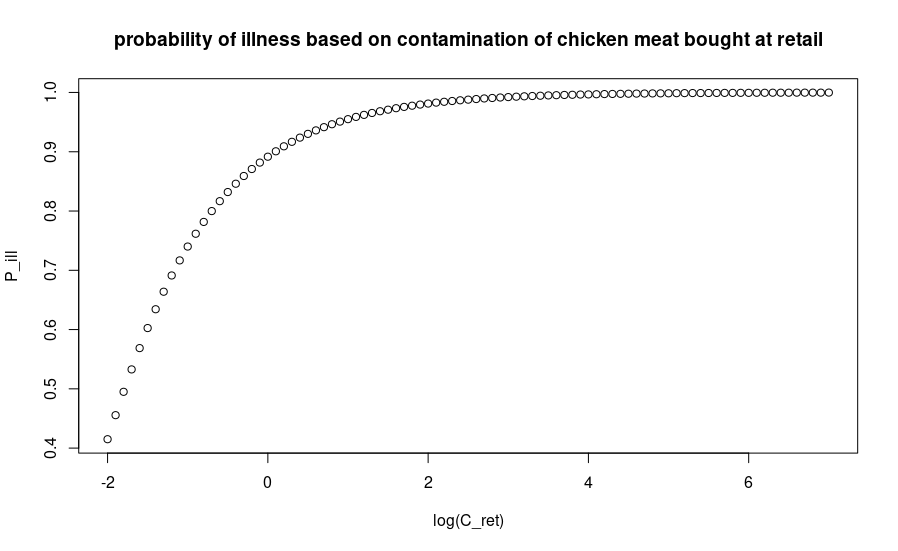 probability of illness based on contamination of chicken meat bought at retail
1.0
0.9
0.8
0.7
0.6
0.5
0.4
P_ill
-2 0 2 4 6
log(C_ret)